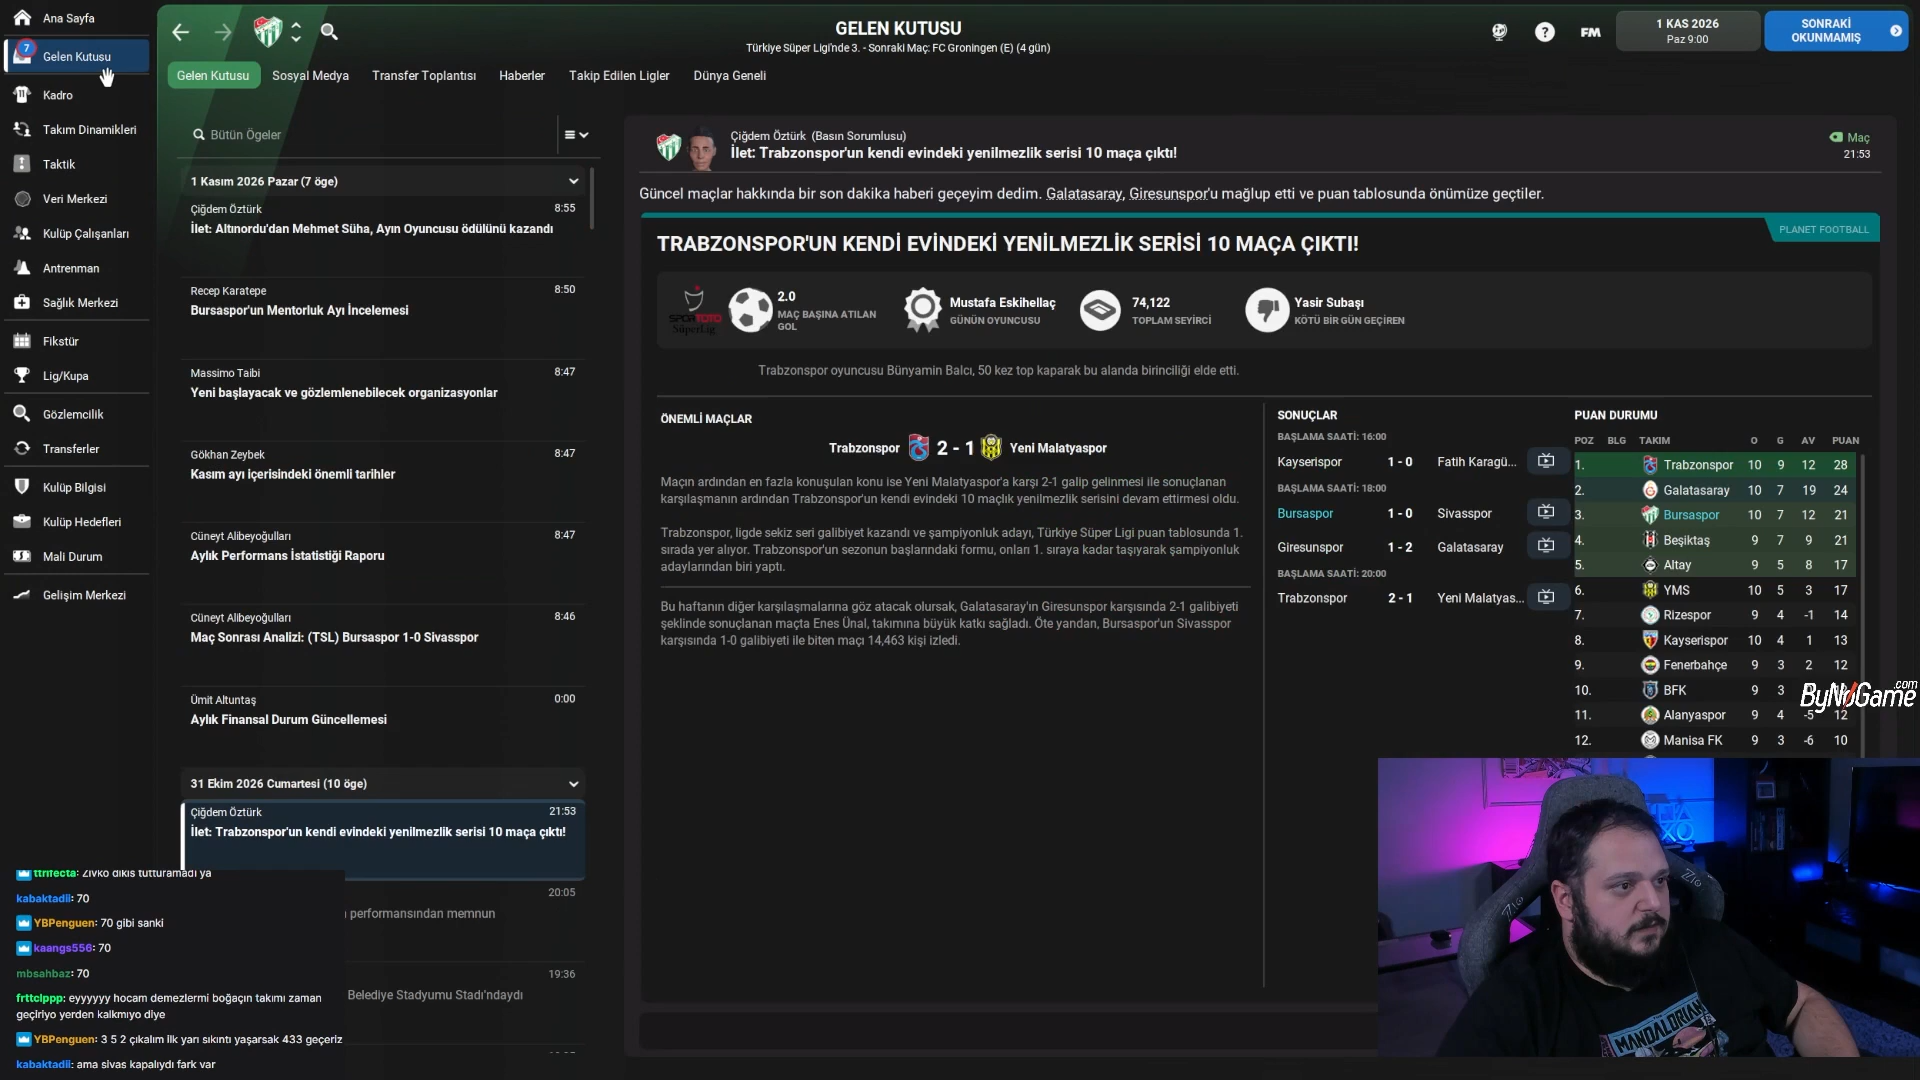 Ana Sayfa
7
Gelen Kutusu
Kadro
Takım Dinamikleri
Taktik
Veri Merkezi
Kulüp Çalışanları
Antrenman
Sağlık Merkezi
Fikstür
Lig/Kupa
Gözlemcilik
Transferler
Kulüp Bilgisi
Kulüp Hedefleri
Mali Durum
Gelişim Merkezi
GELEN KUTUSU
Türkiye Süper Ligi'nde 3. - Sonraki Maç: FC Groningen (E) (4 gün)
?
FM
1 KAS 2026
Paz 9:00
SONRAKİ
OKUNMAMIŞ
Gelen Kutusu Sosyal Medya Transfer Toplantısı Haberler Takip Edilen Ligler Dünya Geneli
Bütün Ögeler
1 Kasım 2026 Pazar (7 öge)
Çiğdem Öztürk 8:55
İlet: Altınordu'dan Mehmet Süha, Ayın Oyuncusu ödülünü kazandı
Recep Karatepe 8:50
Bursaspor'un Mentorluk Ayı İncelemesi
Massimo Taibi 8:47
Yeni başlayacak ve gözlemlenebilecek organizasyonlar
Gökhan Zeybek 8:47
Kasım ayı içerisindeki önemli tarihler
Cüneyt Alibeyoğulları 8:47
Aylık Performans İstatistiği Raporu
Cüneyt Alibeyoğulları 8:46
Maç Sonrası Analizi: (TSL) Bursaspor 1-0 Sivasspor
Ümit Altuntaş 0:00
Aylık Finansal Durum Güncellemesi
31 Ekim 2026 Cumartesi (10 öge)
Çiğdem Öztürk 21:53
İlet: Trabzonspor'un kendi evindeki yenilmezlik serisi 10 maça çıktı!
20:05
performansından memnun
19:36
Belediye Stadyumu Stadı'ndaydı
Çiğdem Öztürk (Basın Sorumlusu)
İlet: Trabzonspor'un kendi evindeki yenilmezlik serisi 10 maça çıktı!
Maç
21:53
Güncel maçlar hakkında bir son dakika haberi geçeyim dedim. Galatasaray, Giresunspor'u mağlup etti ve puan tablosunda önümüze geçtiler.
TRABZONSPOR'UN KENDİ EVİNDEKİ YENİLMEZLİK SERİSİ 10 MAÇA ÇIKTI!
PLANET FOOTBALL
SPOR TOTO
SüperLig
2.0
MAÇ BAŞINA ATILAN
GOL
Mustafa Eskihellaç
GÜNÜN OYUNCUSU
74,122
TOPLAM SEYİRCİ
Yasir Subaşı
KÖTÜ BİR GÜN GEÇİREN
Trabzonspor oyuncusu Bünyamin Balcı, 50 kez top kaparak bu alanda birinciliği elde etti.
ÖNEMLİ MAÇLAR
Trabzonspor 2 - 1 Yeni Malatyaspor
Maçın ardından en fazla konuşulan konu ise Yeni Malatyaspor'a karşı 2-1 galip gelinmesi ile sonuçlanan
karşılaşmanın ardından Trabzonspor'un kendi evindeki 10 maçlık yenilmezlik serisini devam ettirmesi oldu.
Trabzonspor, ligde sekiz seri galibiyet kazandı ve şampiyonluk adayı, Türkiye Süper Ligi puan tablosunda 1.
sırada yer alıyor. Trabzonspor'un sezonun başlarındaki formu, onları 1. sıraya kadar taşıyarak şampiyonluk
adaylarından biri yaptı.
Bu haftanın diğer karşılaşmalarına göz atacak olursak, Galatasaray'ın Giresunspor karşısında 2-1 galibiyeti
şeklinde sonuçlanan maçta Enes Ünal, takımına büyük katkı sağladı. Öte yandan, Bursaspor'un Sivasspor
karşısında 1-0 galibiyeti ile biten maçı 14,463 kişi izledi.
SONUÇLAR
BAŞLAMA SAATİ: 16:00
Kayserispor 1 - 0 Fatih Karagü...
BAŞLAMA SAATİ: 18:00
Bursaspor 1 - 0 Sivasspor
Giresunspor 1 - 2 Galatasaray
BAŞLAMA SAATİ: 20:00
Trabzonspor 2 - 1 Yeni Malatyas...
PUAN DURUMU
POZ BLG TAKIM O G AV PUAN
1. Trabzonspor 10 9 12 28
2. Galatasaray 10 7 19 24
3. Bursaspor 10 7 12 21
4. Beşiktaş 9 7 9 21
5. Altay 9 5 8 17
6. YMS 10 5 3 17
7. Rizespor 9 4 -1 14
8. Kayserispor 10 4 1 13
9. Fenerbahçe 9 3 2 12
10. BFK 9 3
11. Alanyaspor 9 4 -5 12
12. Manisa FK 9 3 -6 10
ByNoGame.com
ttrifecta: Zivko dikis tutturamadi ya
kabaktadii: 70
YBPenguen: 70 gibi sanki
kaangs556: 70
mbsahbaz: 70
frttclppp: eyyyyyy hocam demezlermi boğaçın takımı zaman
geçiriyo yerden kalkmıyo diye
YBPenguen: 3 5 2 çıkalım ilk yarı sıkıntı yaşarsak 433 geçeriz
kabaktadii: ama sivas kapalıydı fark var
MANDALORIAN